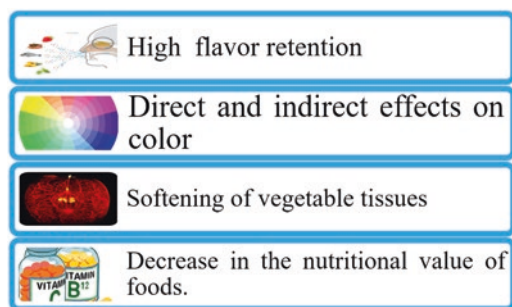 High flavor retention
Direct and indirect effects on
color
Softening of vegetable tissues
Decrease in the nutritional value of
foods.
VITAMIN
C
VITAMIN
B12